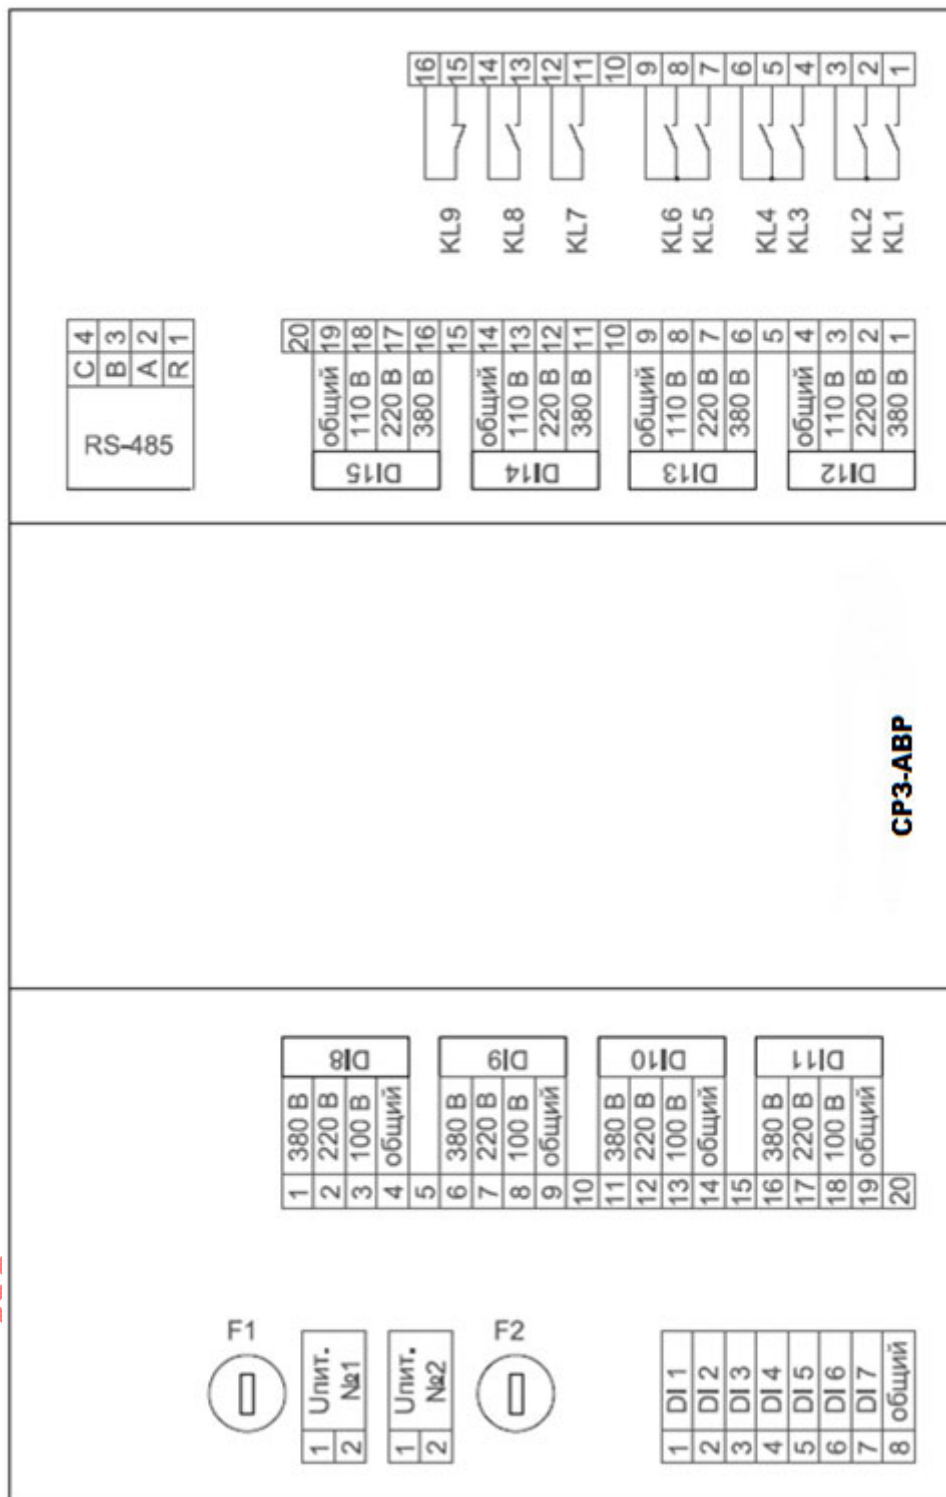 16 15 14 13 12 11 10 9 8 7 6 5 4 3 2 1
KL9
KL8
KL7
KL6
KL5
KL4
KL3
KL2
KL1
RS-485
C 4
B 3
A 2
R 1
20
общий 19
110 В 18
220 В 17
380 В 16
DI15
15
общий 14
110 В 13
220 В 12
380 В 11
DI14
10
общий 9
110 В 8
220 В 7
380 В 6
DI13
5
общий 4
110 В 3
220 В 2
380 В 1
DI12
СРЗ-АВР
DI8
1 380 В
2 220 В
3 100 В
4 общий
5
DI9
6 380 В
7 220 В
8 100 В
9 общий
10
DI10
11 380 В
12 220 В
13 100 В
14 общий
15
DI11
16 380 В
17 220 В
18 100 В
19 общий
20
F1
Uпит.
№1
1
2
Uпит.
№2
1
2
F2
1 DI 1
2 DI 2
3 DI 3
4 DI 4
5 DI 5
6 DI 6
7 DI 7
8 общий